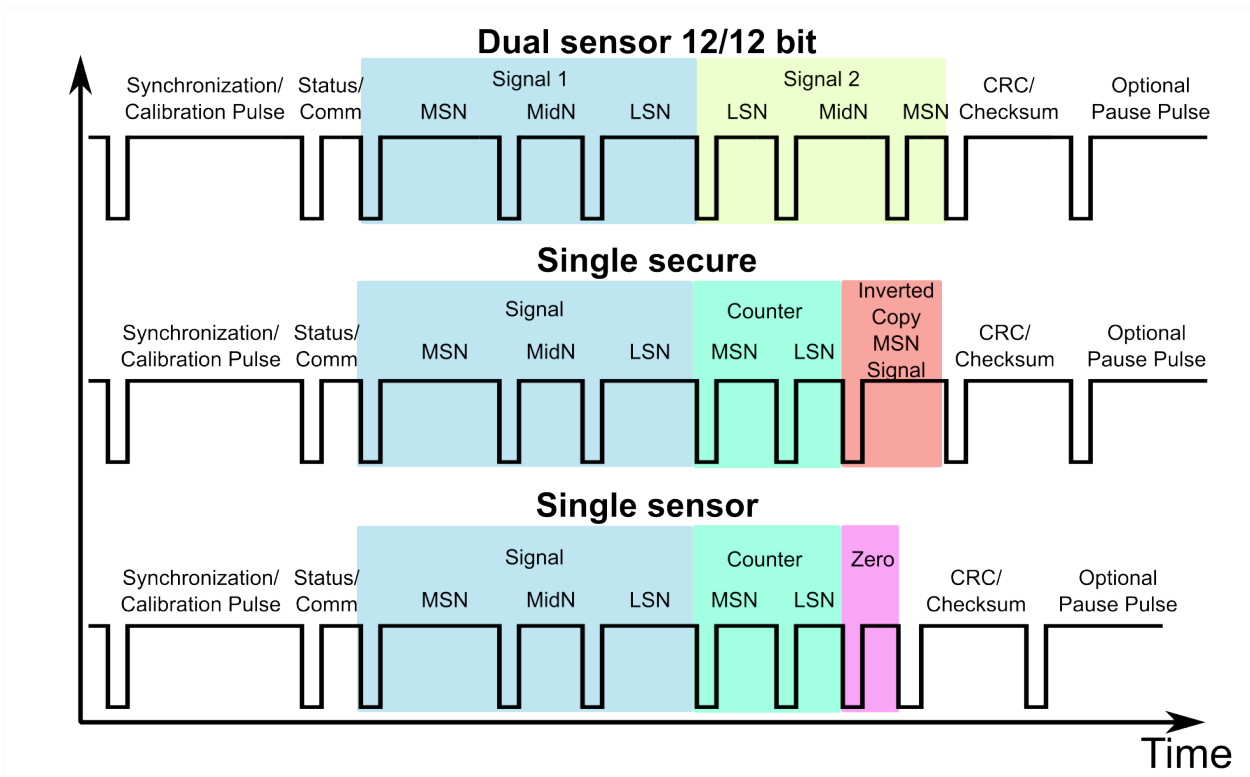 Dual sensor 12/12 bit
Synchronization/
Calibration Pulse
Status/
Comm
Signal 1
MSN MidN LSN
Signal 2
LSN MidN MSN
CRC/
Checksum
Optional
Pause Pulse
Single secure
Synchronization/
Calibration Pulse
Status/
Comm
Signal
MSN MidN LSN
Counter
MSN LSN
Inverted
Copy
MSN
Signal
CRC/
Checksum
Optional
Pause Pulse
Single sensor
Synchronization/
Calibration Pulse
Status/
Comm
Signal
MSN MidN LSN
Counter
MSN LSN
Zero
CRC/
Checksum
Optional
Pause Pulse
Time